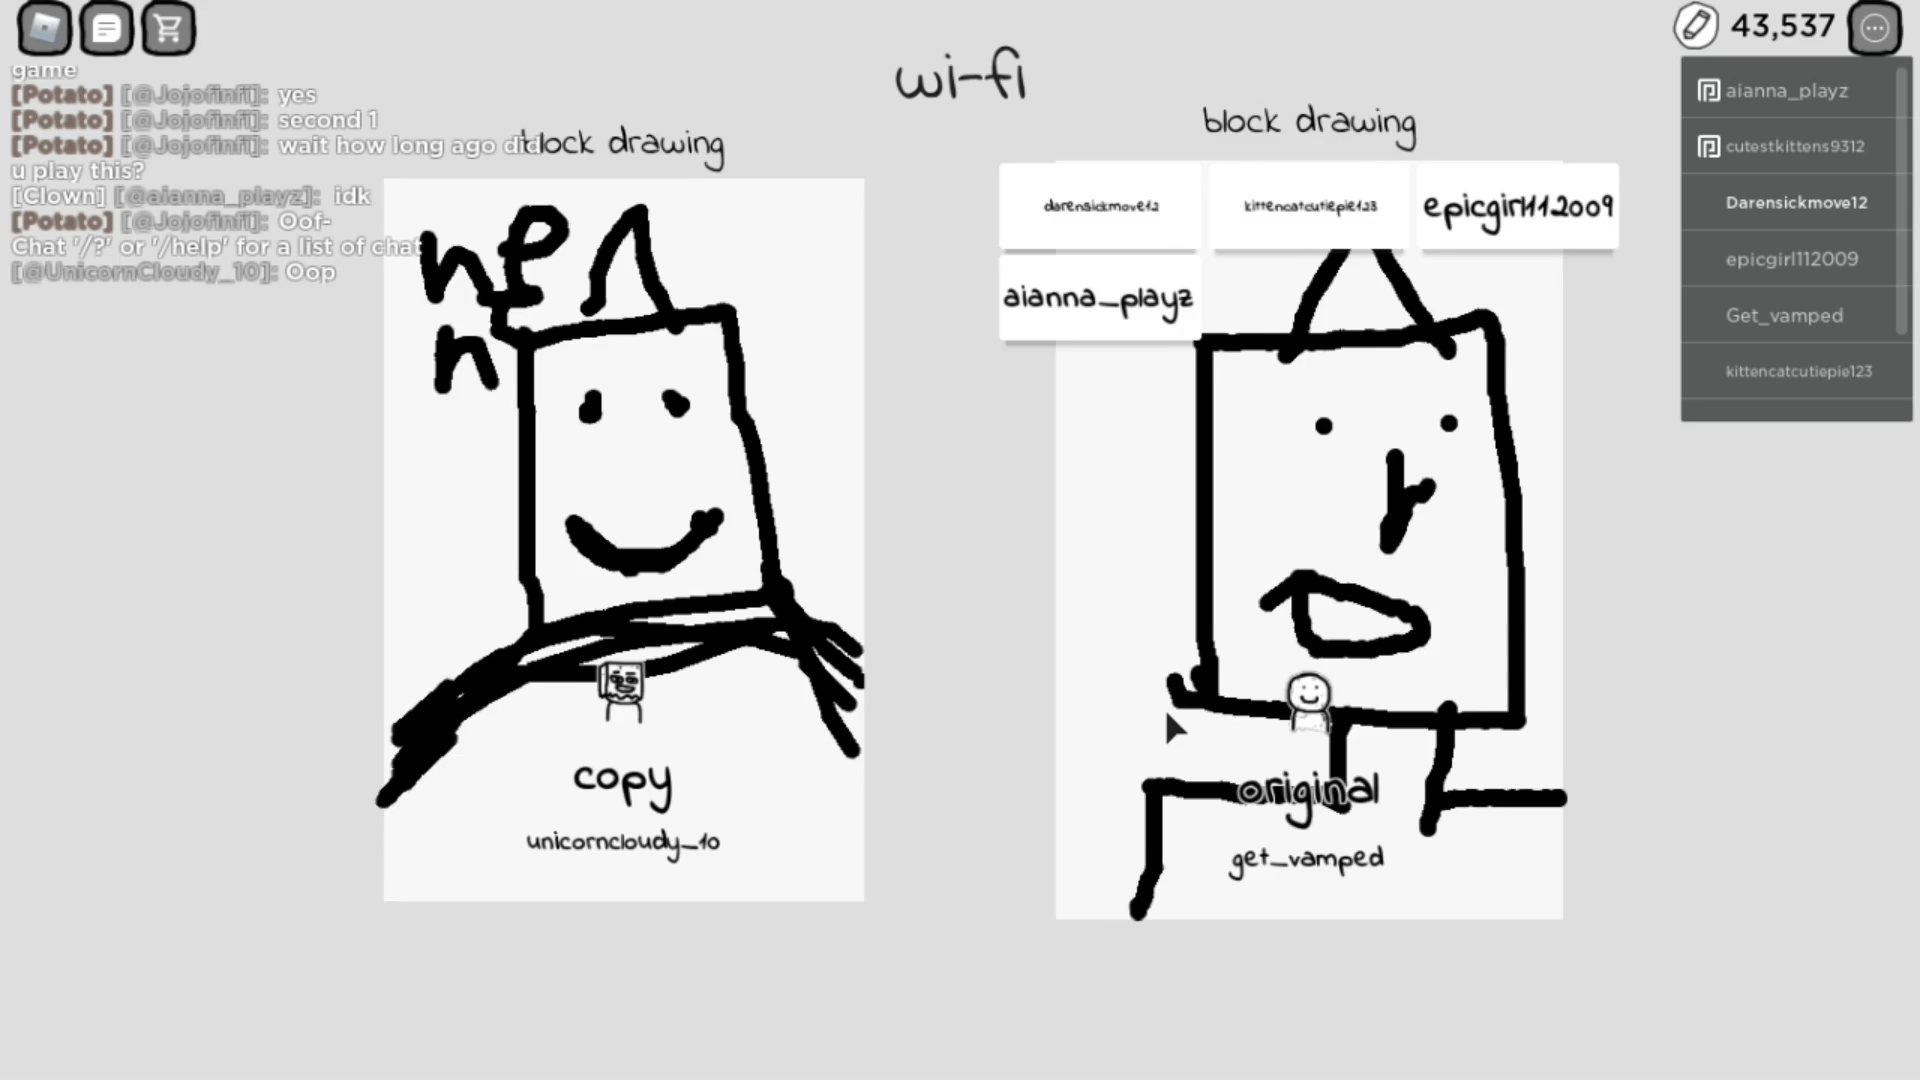 43,537
game
[Potato] [@Jojofinfi]: yes
[Potato] [@Jojofinfi]: second 1
[Potato] [@Jojofinfi]: wait how long ago did
u play this?
[Clown] [@aianna_playz]: idk
[Potato] [@Jojofinfi]: Oof-
Chat '/?' or '/help' for a list of chat
[@UnicornCloudy_10]: Oop
wi-fi
block drawing
he
n
copy
unicorncloudy_10
block drawing
darensickmove12
kittencatcutiepie123
epicgirl112009
aianna_playz
original
get_vamped
aianna_playz
cutestkittens9312
Darensickmove12
epicgirl112009
Get_vamped
kittencatcutiepie123